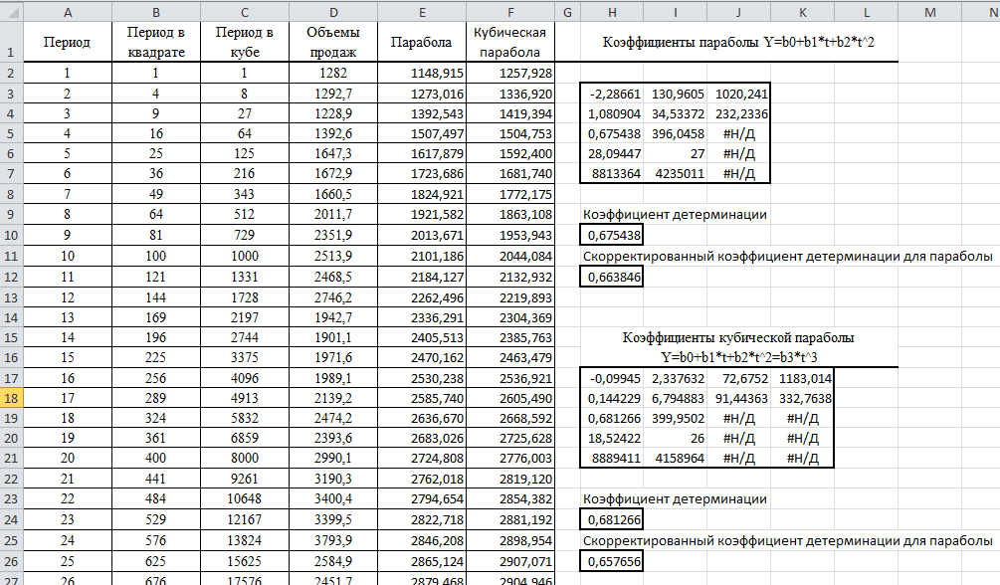 A B C D E F G H I J K L M N
1 Период Период в квадрате Период в кубе Объемы продаж Парабола Кубическая парабола Коэффициенты параболы Y=b0+b1*t+b2*t^2
2 1 1 1 1282 1148,915 1257,928
3 2 4 8 1292,7 1273,016 1336,920 -2,28661 130,9605 1020,241
4 3 9 27 1228,9 1392,543 1419,394 1,080904 34,53372 232,2336
5 4 16 64 1392,6 1507,497 1504,753 0,675438 396,0458 #Н/Д
6 5 25 125 1647,3 1617,879 1592,400 28,09447 27 #Н/Д
7 6 36 216 1672,9 1723,686 1681,740 8813364 4235011 #Н/Д
8 7 49 343 1660,5 1824,921 1772,175
9 8 64 512 2011,7 1921,582 1863,108 Коэффициент детерминации
10 9 81 729 2351,9 2013,671 1953,943 0,675438
11 10 100 1000 2513,9 2101,186 2044,084 Скорректированный коэффициент детерминации для параболы
12 11 121 1331 2468,5 2184,127 2132,932 0,663846
13 12 144 1728 2746,2 2262,496 2219,893
14 13 169 2197 1942,7 2336,291 2304,369
15 14 196 2744 1901,1 2405,513 2385,763 Коэффициенты кубической параболы
16 15 225 3375 1971,6 2470,162 2463,479 Y=b0+b1*t+b2*t^2=b3*t^3
17 16 256 4096 1989,1 2530,238 2536,921 -0,09945 2,337632 72,6752 1183,014
18 17 289 4913 2139,2 2585,740 2605,490 0,144229 6,794883 91,44363 332,7638
19 18 324 5832 2474,2 2636,670 2668,592 0,681266 399,9502 #Н/Д #Н/Д
20 19 361 6859 2393,6 2683,026 2725,628 18,52422 26 #Н/Д #Н/Д
21 20 400 8000 2990,1 2724,808 2776,003 8889411 4158964 #Н/Д #Н/Д
22 21 441 9261 3190,3 2762,018 2819,120
23 22 484 10648 3400,4 2794,654 2854,382 Коэффициент детерминации
24 23 529 12167 3399,5 2822,718 2881,192 0,681266
25 24 576 13824 3793,9 2846,208 2898,954 Скорректированный коэффициент детерминации для параболы
26 25 625 15625 2584,9 2865,124 2907,071 0,657656
27 26 676 17576 2451,7 2879,468 2904,946